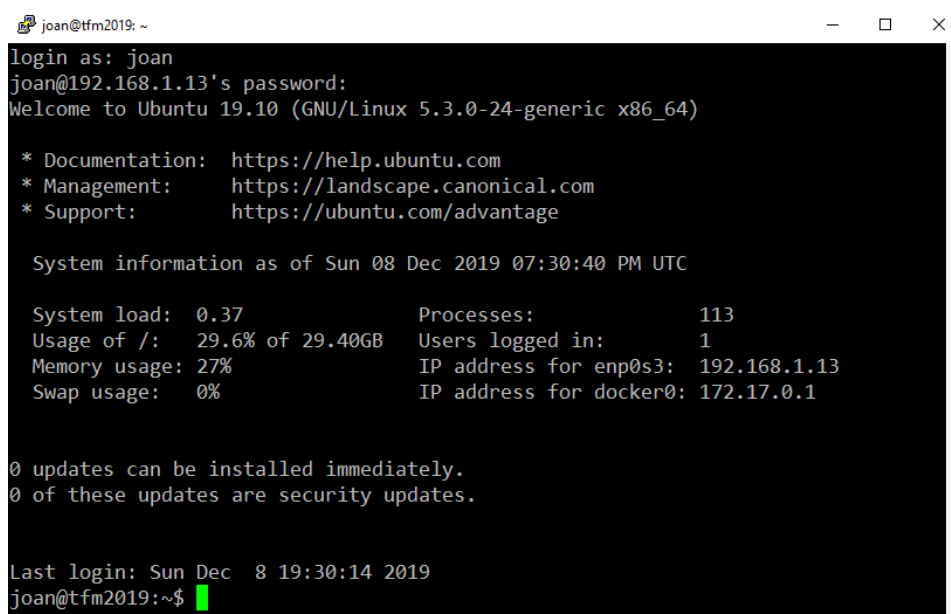 joan@tfm2019: ~
login as: joan
joan@192.168.1.13's password:
Welcome to Ubuntu 19.10 (GNU/Linux 5.3.0-24-generic x86_64)
* Documentation:  https://help.ubuntu.com
* Management:     https://landscape.canonical.com
* Support:        https://ubuntu.com/advantage
System information as of Sun 08 Dec 2019 07:30:40 PM UTC
System load:  0.37               Processes:              113
Usage of /:   29.6% of 29.40GB   Users logged in:        1
Memory usage: 27%                IP address for enp0s3:  192.168.1.13
Swap usage:   0%                 IP address for docker0: 172.17.0.1
0 updates can be installed immediately.
0 of these updates are security updates.
Last login: Sun Dec  8 19:30:14 2019
joan@tfm2019:~$